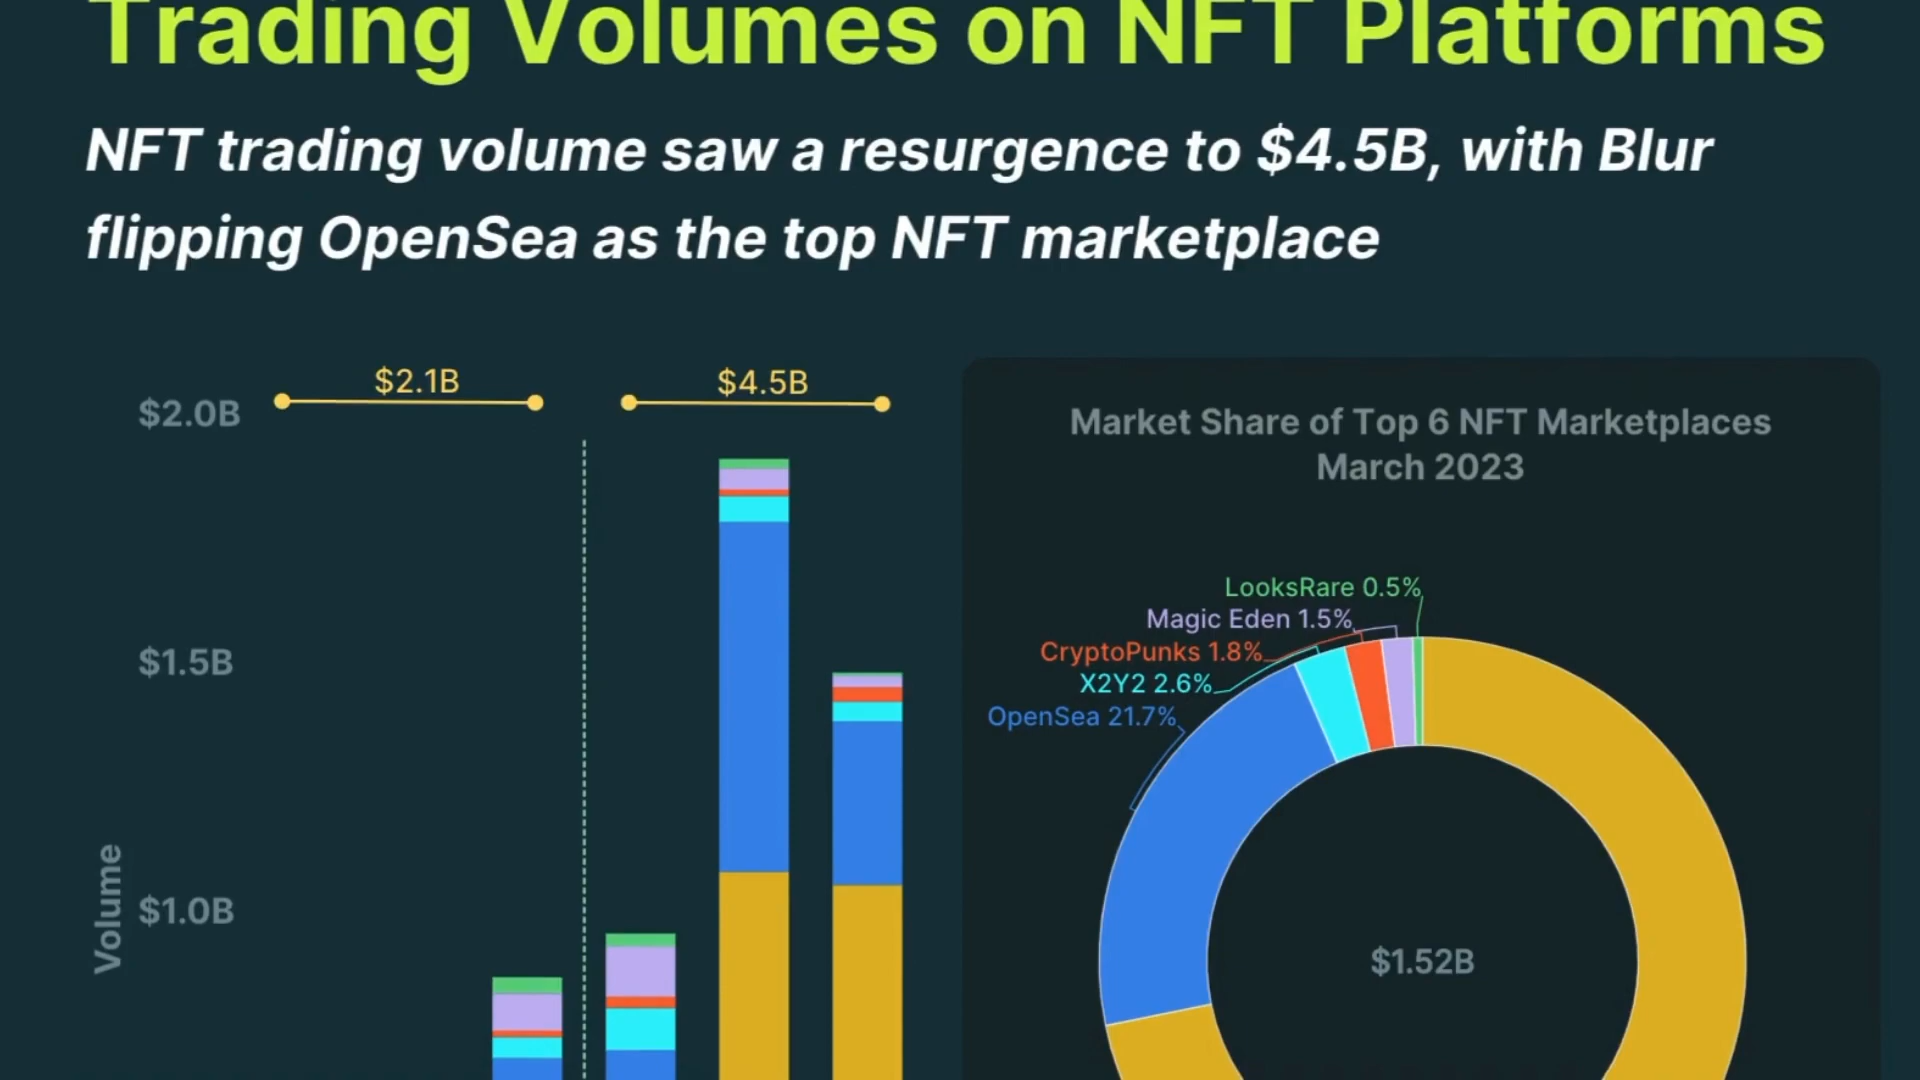 Trading Volumes on NFT Platforms
NFT trading volume saw a resurgence to $4.5B, with Blur
flipping OpenSea as the top NFT marketplace
$2.1B
$4.5B
$2.0B
$1.5B
$1.0B
Volume
Market Share of Top 6 NFT Marketplaces
March 2023
LooksRare 0.5%
Magic Eden 1.5%
CryptoPunks 1.8%
X2Y2 2.6%
OpenSea 21.7%
$1.52B